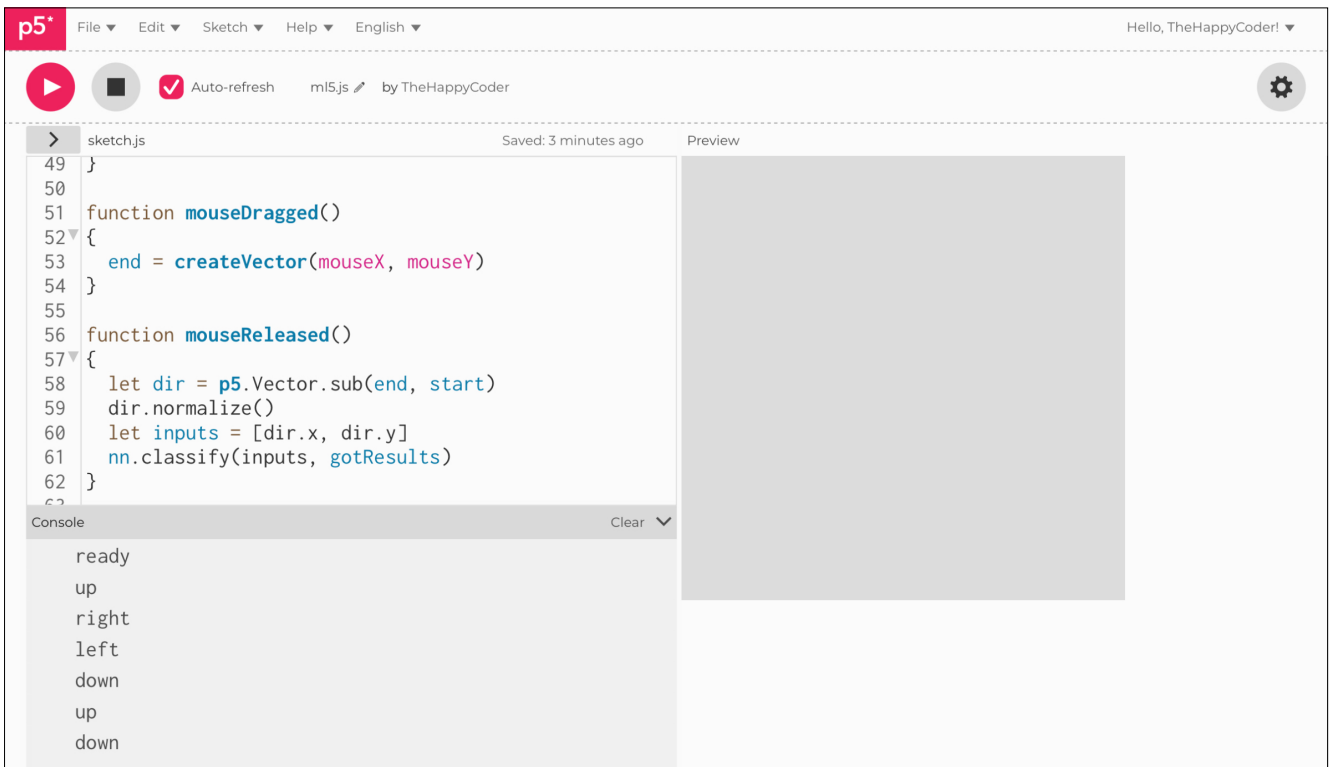 p5* File Edit Sketch Help English Hello, TheHappyCoder!
Auto-refresh ml5.js by TheHappyCoder
sketch.js Saved: 3 minutes ago Preview
49 }
50
51 function mouseDragged()
52 {
53 end = createVector(mouseX, mouseY)
54 }
55
56 function mouseReleased()
57 {
58 let dir = p5.Vector.sub(end, start)
59 dir.normalize()
60 let inputs = [dir.x, dir.y]
61 nn.classify(inputs, gotResults)
62 }
63
Console Clear
ready
up
right
left
down
up
down